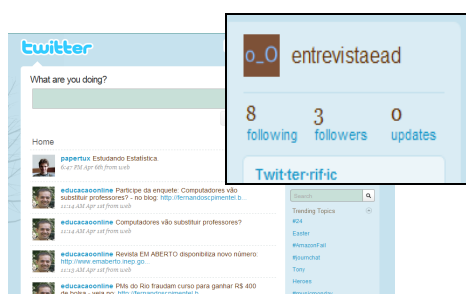 twitter
What are you doing?
Home
papertux Estudando Estatística.
6:47 PM Apr 6th from web
educacaoonline Participe da enquete: Computadores vão
substituir professores? - no blog: http://fernandoscpimentel.b...
11:14 AM Apr 1st from web
educacaoonline Computadores vão substituir professores?
11:14 AM Apr 1st from web
educacaoonline Revista EM ABERTO disponibiliza novo número:
http://www.emaberto.inep.go...
11:13 AM Apr 1st from web
educacaoonline PMs do Rio fraudam curso para ganhar R$ 400
de bolsa - veja no: http://fernandoscpimentel.b...
o_O entrevistaead
8 3 0
following followers updates
Twit·ter·rif·ic
Search
Trending Topics
#24
Easter
#AmazonFail
#journchat
Tony
Heroes
#musicmonday